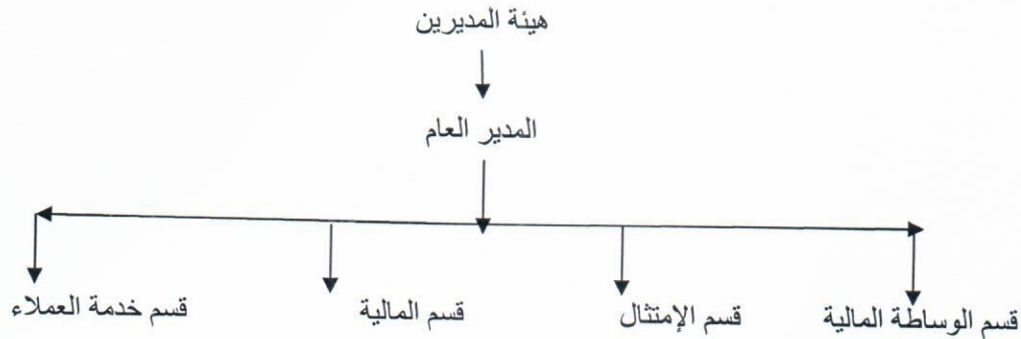 هيئة المديرين
المدير العام
قسم الوساطة المالية
قسم الإمتثال
قسم المالية
قسم خدمة العملاء